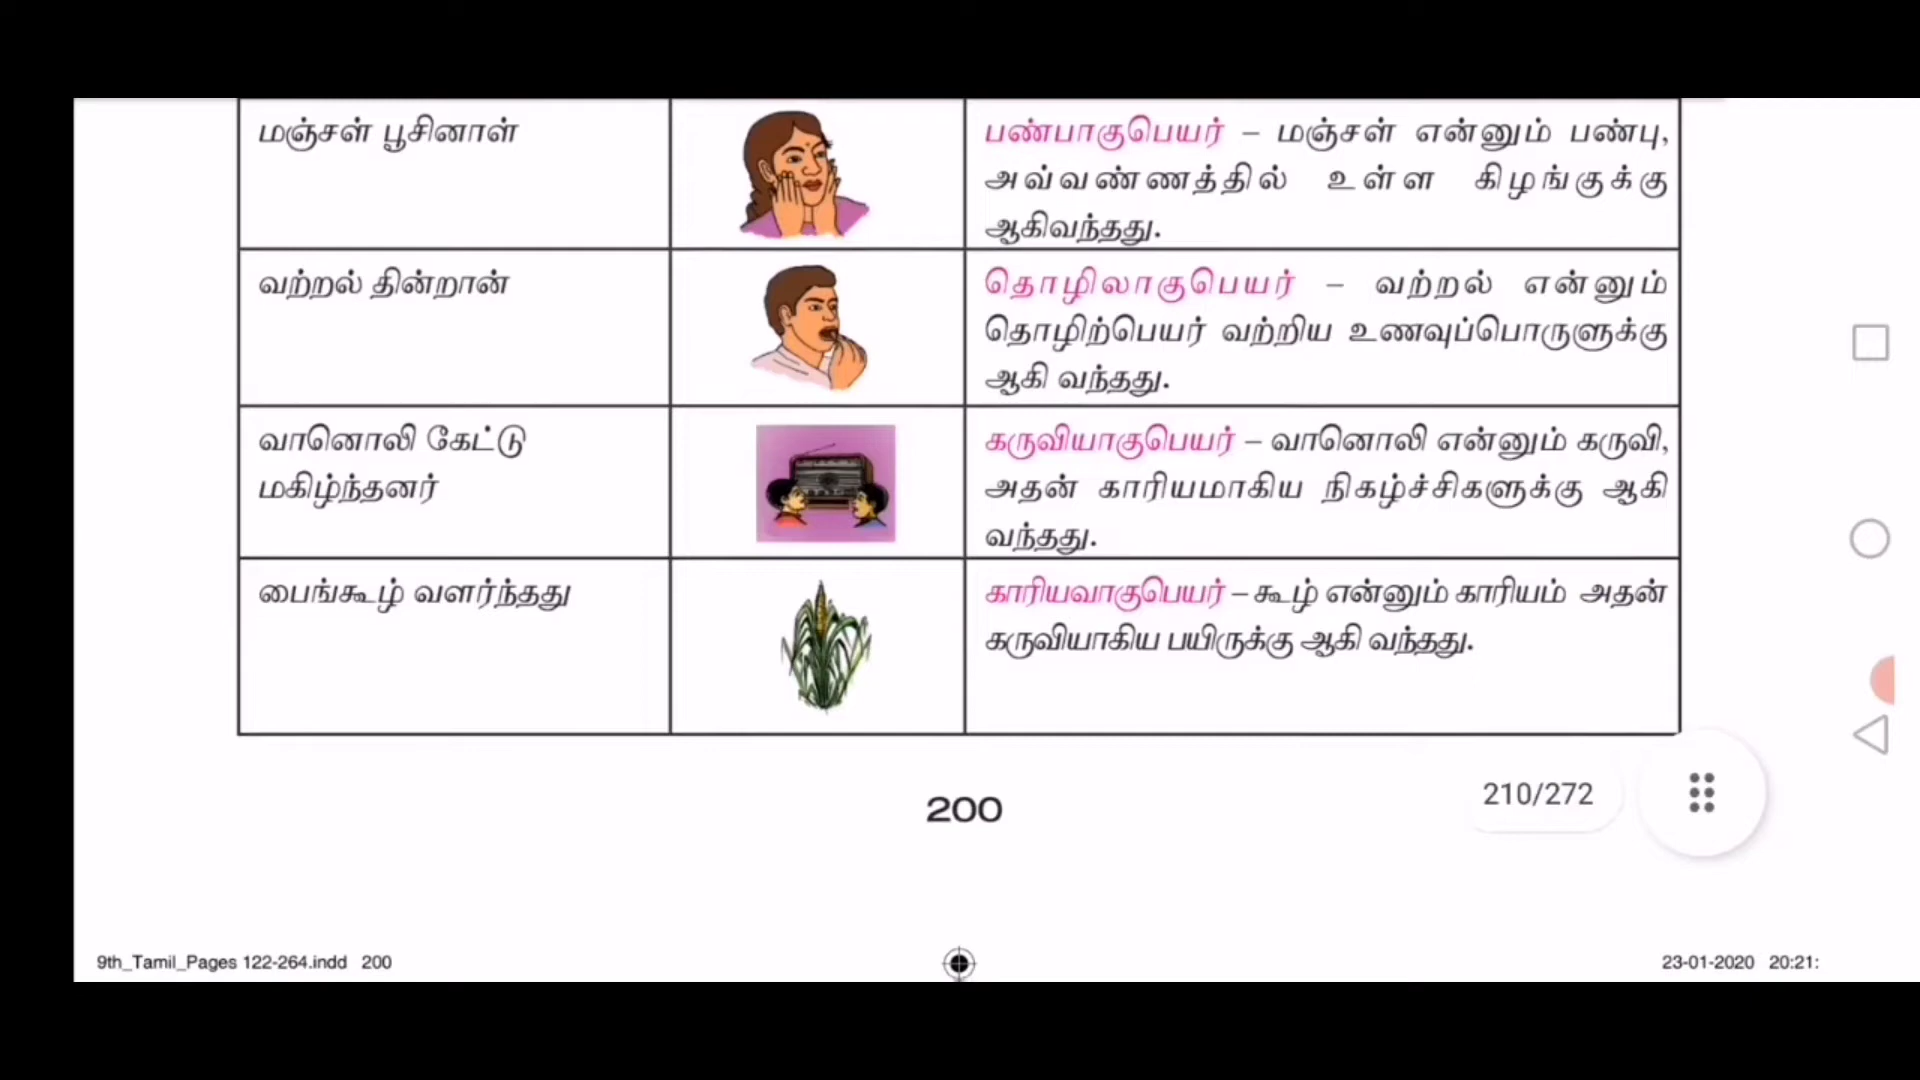 மஞ்சள் பூசினாள்
பண்பாகுபெயர் – மஞ்சள் என்னும் பண்பு,
அவ்வண்ணத்தில் உள்ள கிழங்குக்கு
ஆகிவந்தது.
வற்றல் தின்றான்
தொழிலாகுபெயர் – வற்றல் என்னும்
தொழிற்பெயர் வற்றிய உணவுப்பொருளுக்கு
ஆகி வந்தது.
வானொலி கேட்டு
மகிழ்ந்தனர்
கருவியாகுபெயர் – வானொலி என்னும் கருவி,
அதன் காரியமாகிய நிகழ்ச்சிகளுக்கு ஆகி
வந்தது.
பைங்கூழ் வளர்ந்தது
காரியவாகுபெயர் – கூழ் என்னும் காரியம் அதன்
கருவியாகிய பயிருக்கு ஆகி வந்தது.
210/272
200
9th_Tamil_Pages 122-264.indd 200
23-01-2020 20:21: